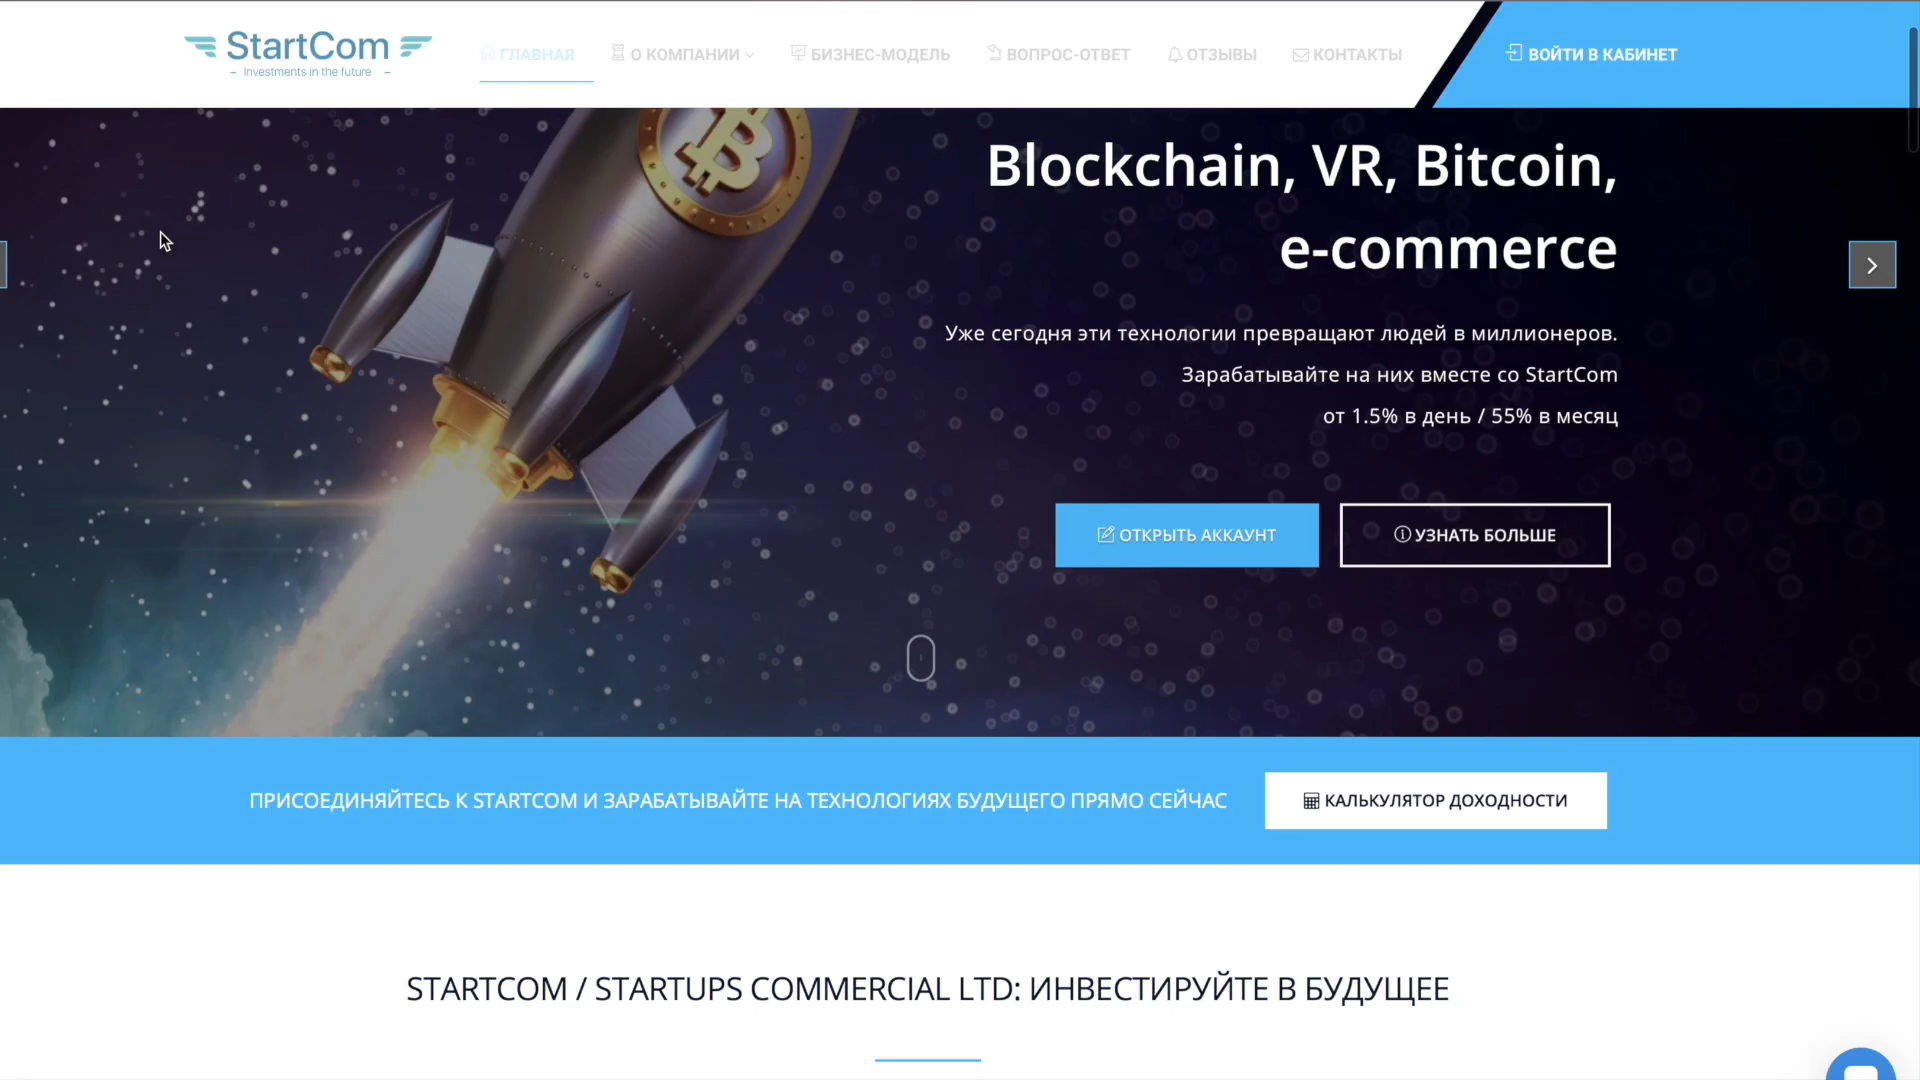 StartCom
Investments in the future
ГЛАВНАЯ
О КОМПАНИИ
БИЗНЕС-МОДЕЛЬ
ВОПРОС-ОТВЕТ
ОТЗЫВЫ
КОНТАКТЫ
ВОЙТИ В КАБИНЕТ
Blockchain, VR, Bitcoin,
e-commerce
Уже сегодня эти технологии превращают людей в миллионеров.
Зарабатывайте на них вместе со StartCom
от 1.5% в день / 55% в месяц
ОТКРЫТЬ АККАУНТ
УЗНАТЬ БОЛЬШЕ
ПРИСОЕДИНЯЙТЕСЬ К STARTCOM И ЗАРАБАТЫВАЙТЕ НА ТЕХНОЛОГИЯХ БУДУЩЕГО ПРЯМО СЕЙЧАС
КАЛЬКУЛЯТОР ДОХОДНОСТИ
STARTCOM / STARTUPS COMMERCIAL LTD: ИНВЕСТИРУЙТЕ В БУДУЩЕЕ